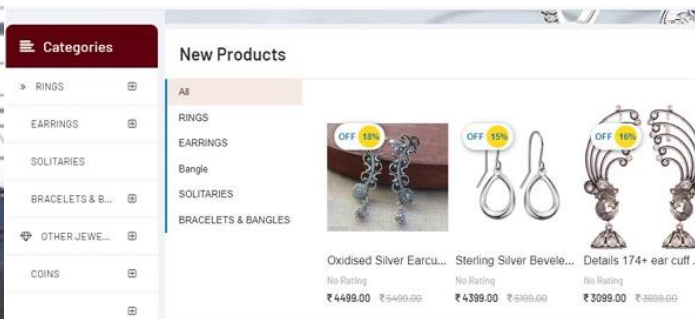 Categories
» RINGS
EARRINGS
SOLITARIES
BRACELETS & B...
OTHER JEWE...
COINS
New Products
All
RINGS
EARRINGS
Bangle
SOLITARIES
BRACELETS & BANGLES
OFF 18%
Oxidised Silver Earcu...
No Rating
₹4499.00 ₹5499.00
OFF 15%
Sterling Silver Bevele...
No Rating
₹4399.00 ₹5199.00
OFF 16%
Details 174+ ear cuff ...
No Rating
₹3099.00 ₹3699.00